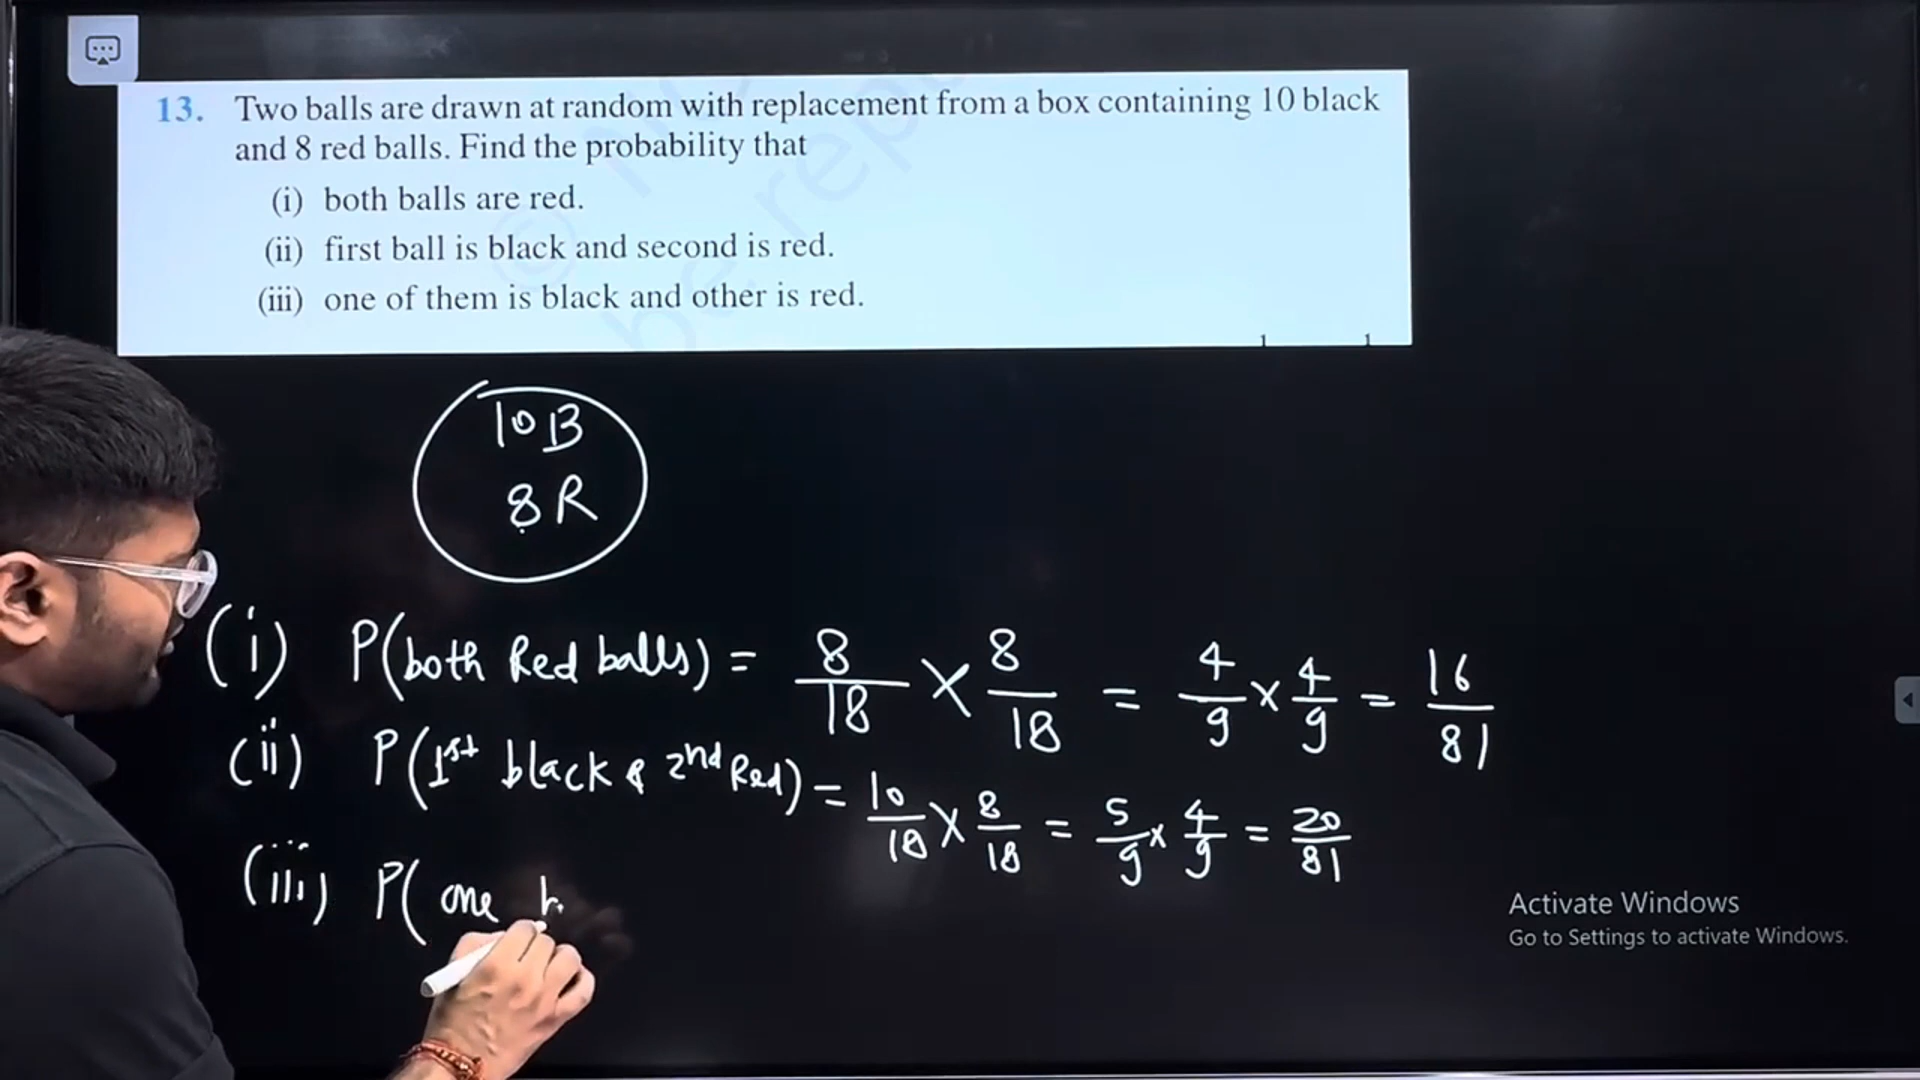 13. Two balls are drawn at random with replacement from a box containing 10 black
and 8 red balls. Find the probability that
(i) both balls are red.
(ii) first ball is black and second is red.
(iii) one of them is black and other is red.
1 1
10 B
8 R
(i) P(both Red balls) = 8/18 × 8/18 = 4/9 × 4/9 = 16/81
(ii) P(1st black & 2nd Red) = 10/18 × 8/18 = 5/9 × 4/9 = 20/81
(iii) P( one
Activate Windows
Go to Settings to activate Windows.